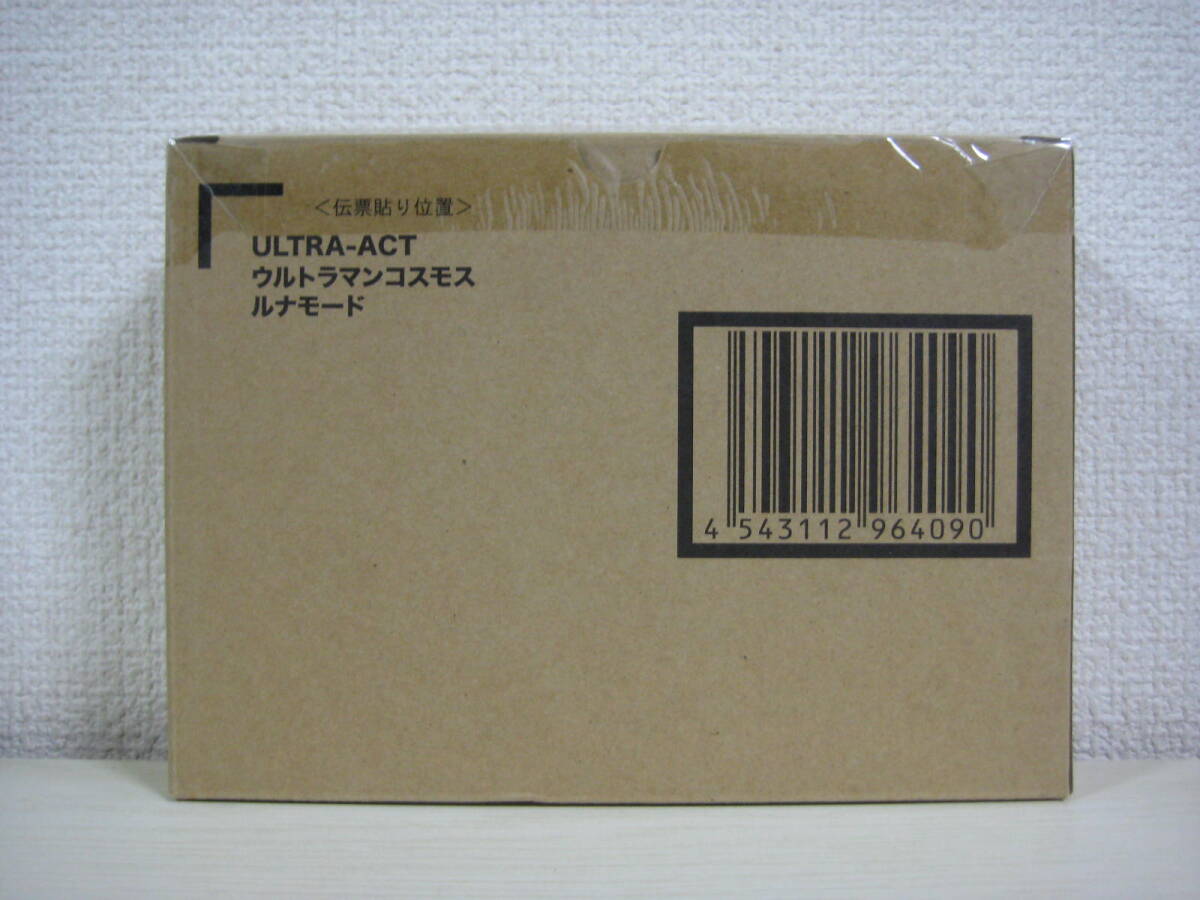 ＜伝票貼り位置＞
ULTRA-ACT
ウルトラマンコスモス
ルナモード
4 543112 964090